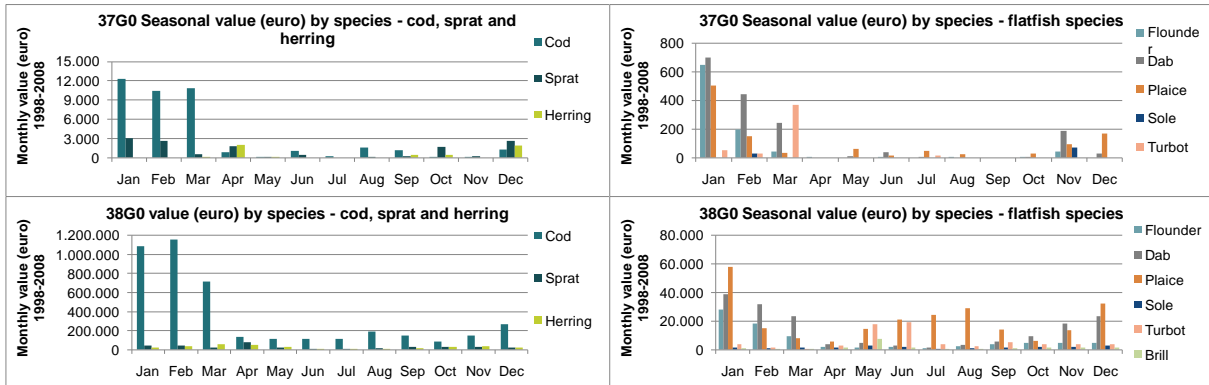 37G0 Seasonal value (euro) by species - cod, sprat and
herring
Monthly value (euro)
1998-2008
15.000
12.000
9.000
6.000
3.000
0
Jan Feb Mar Apr May Jun Jul Aug Sep Oct Nov Dec
Cod
Sprat
Herring
37G0 Seasonal value (euro) by species - flatfish species
Monthly value (euro)
1998-2008
800
600
400
200
0
Jan Feb Mar Apr May Jun Jul Aug Sep Oct Nov Dec
Flounde
r
Dab
Plaice
Sole
Turbot
38G0 value (euro) by species - cod, sprat and herring
Monthly value (euro)
1998-2008
1.200.000
1.000.000
800.000
600.000
400.000
200.000
0
Jan Feb Mar Apr May Jun Jul Aug Sep Oct Nov Dec
Cod
Sprat
Herring
38G0 Seasonal value (euro) by species - flatfish species
Monthly value (euro)
1998-2008
80.000
60.000
40.000
20.000
0
Jan Feb Mar Apr May Jun Jul Aug Sep Oct Nov Dec
Flounder
Dab
Plaice
Sole
Turbot
Brill